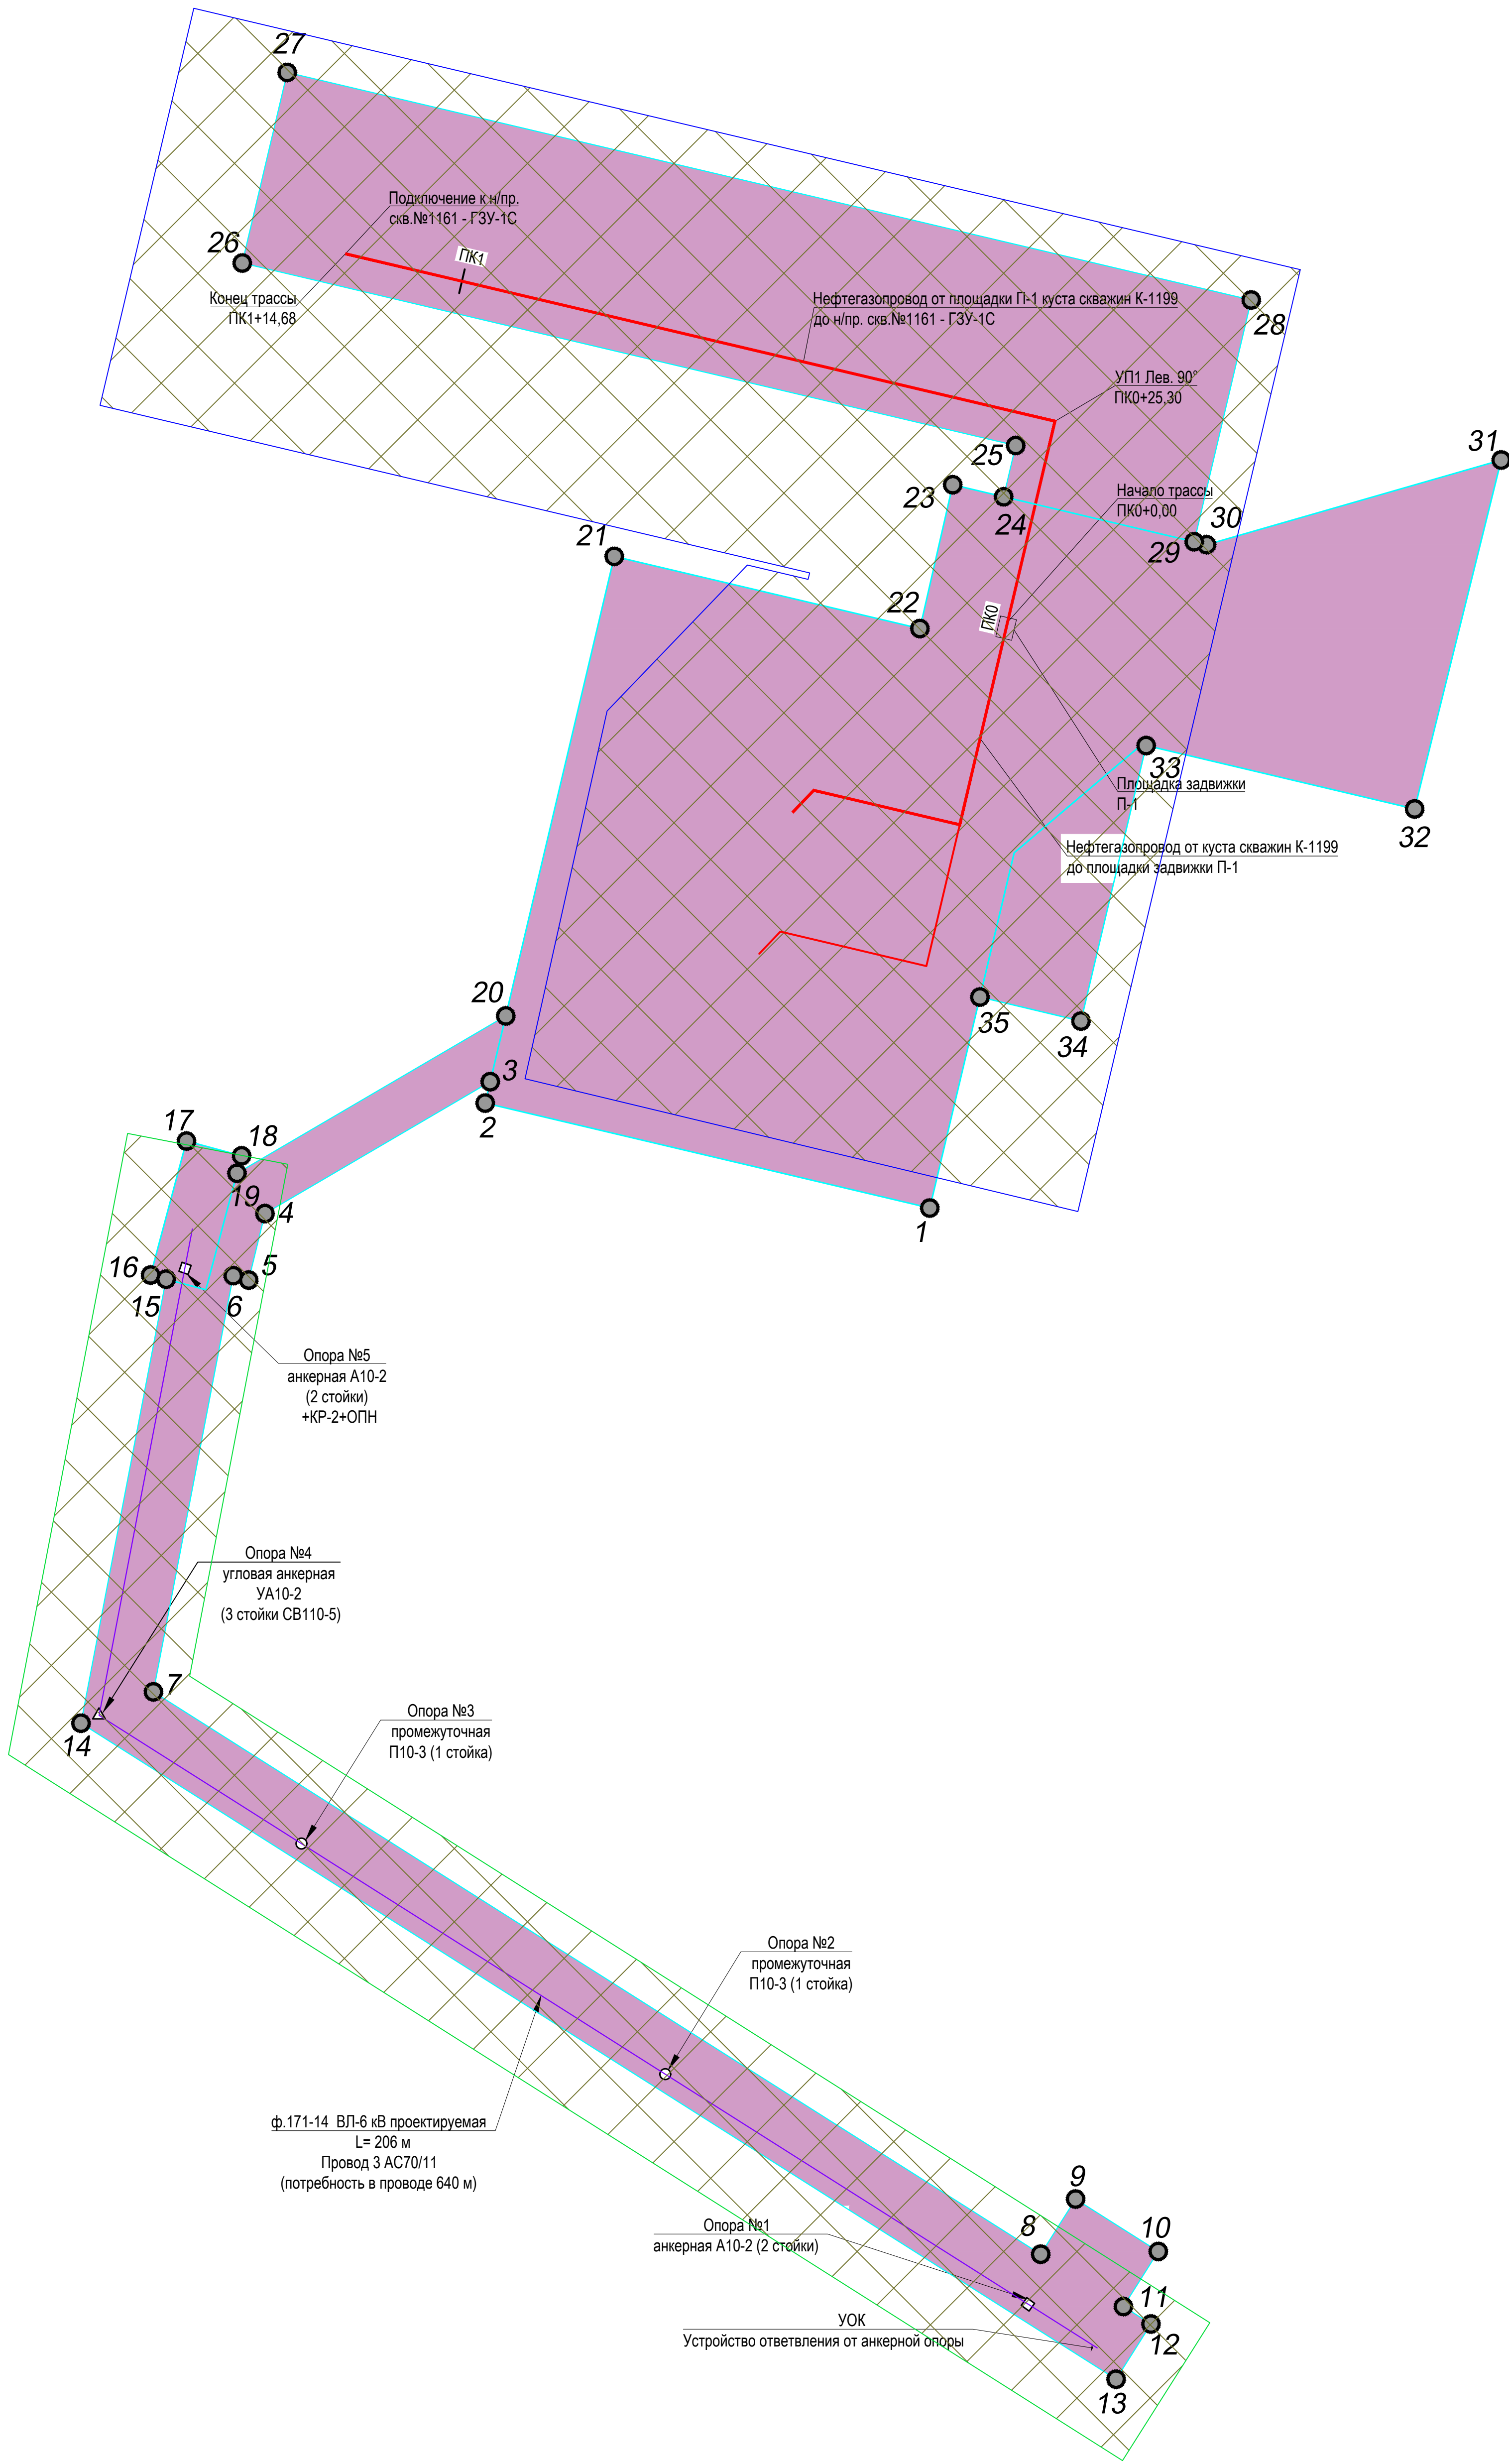 27
Подключение к н/пр.
скв.№1161 - ГЗУ-1С
26
ПК1
Конец трассы
ПК1+14,68
Нефтегазопровод от площадки П-1 куста скважин К-1199
до н/пр. скв.№1161 - ГЗУ-1С
28
УП1 Лев. 90°
ПК0+25,30
25
31
23
24
Начало трассы
ПК0+0,00
30
29
21
22
ПК0
33
Площадка задвижки
П-1
32
Нефтегазопровод от куста скважин К-1199
до площадки задвижки П-1
20
35
34
3
2
17
18
19
4
1
16
5
15
6
Опора №5
анкерная А10-2
(2 стойки)
+КР-2+ОПН
Опора №4
угловая анкерная
УА10-2
(3 стойки СВ110-5)
7
14
Опора №3
промежуточная
П10-3 (1 стойка)
Опора №2
промежуточная
П10-3 (1 стойка)
ф.171-14 ВЛ-6 кВ проектируемая
L= 206 м
Провод 3 АС70/11
(потребность в проводе 640 м)
9
8
10
Опора №1
анкерная А10-2 (2 стойки)
11
УОК
Устройство ответвления от анкерной опоры
12
13